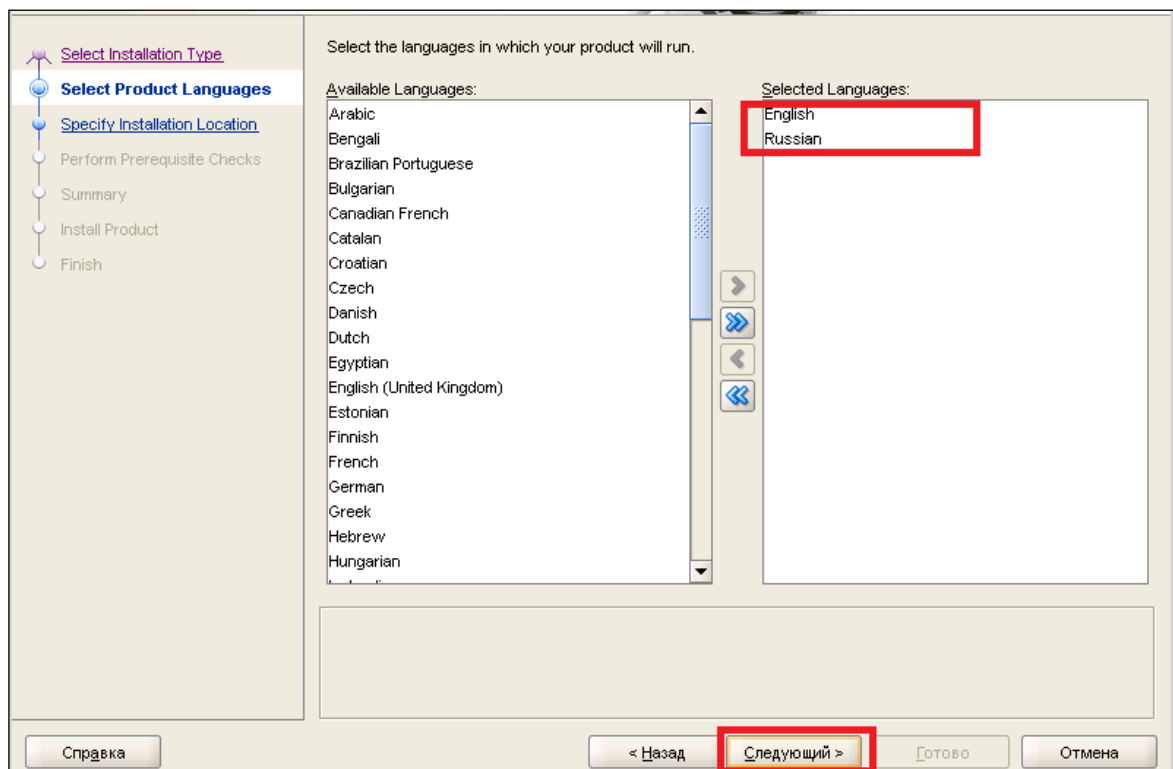 Select Installation Type
Select Product Languages
Specify Installation Location
Perform Prerequisite Checks
Summary
Install Product
Finish
Select the languages in which your product will run.
Available Languages:
Arabic
Bengali
Brazilian Portuguese
Bulgarian
Canadian French
Catalan
Croatian
Czech
Danish
Dutch
Egyptian
English (United Kingdom)
Estonian
Finnish
French
German
Greek
Hebrew
Hungarian
Selected Languages:
English
Russian
Справка
< Назад
Следующий >
Готово
Отмена